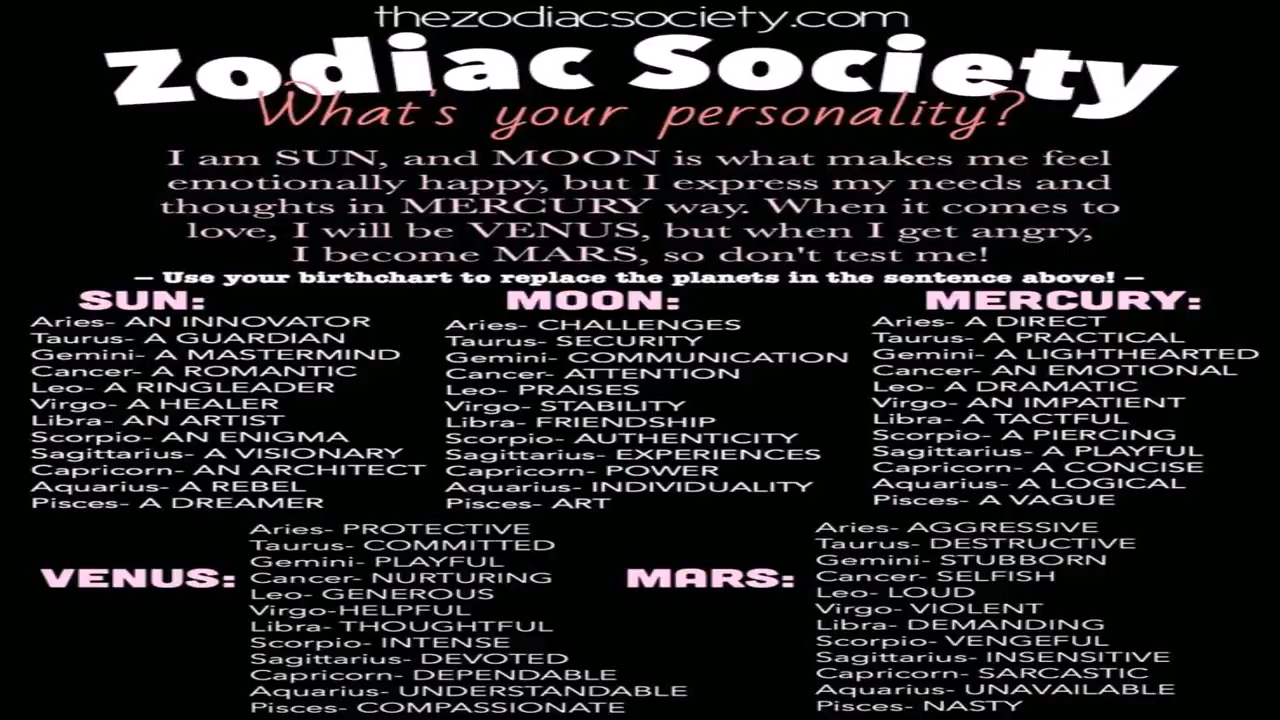 thezodiacsociety.com
Zodiac Society
What's your personality?
I am SUN, and MOON is what makes me feel
emotionally happy, but I express my needs and
thoughts in MERCURY way. When it comes to
love, I will be VENUS, but when I get angry,
I become MARS, so don't test me!
— Use your birthchart to replace the planets in the sentence above! —
SUN:
Aries- AN INNOVATOR
Taurus- A GUARDIAN
Gemini- A MASTERMIND
Cancer- A ROMANTIC
Leo- A RINGLEADER
Virgo- A HEALER
Libra- AN ARTIST
Scorpio- AN ENIGMA
Sagittarius- A VISIONARY
Capricorn- AN ARCHITECT
Aquarius- A REBEL
Pisces- A DREAMER
MOON:
Aries- CHALLENGES
Taurus- SECURITY
Gemini- COMMUNICATION
Cancer- ATTENTION
Leo- PRAISES
Virgo- STABILITY
Libra- FRIENDSHIP
Scorpio- AUTHENTICITY
Sagittarius- EXPERIENCES
Capricorn- POWER
Aquarius- INDIVIDUALITY
Pisces- ART
MERCURY:
Aries- A DIRECT
Taurus- A PRACTICAL
Gemini- A LIGHTHEARTED
Cancer- AN EMOTIONAL
Leo- A DRAMATIC
Virgo- AN IMPATIENT
Libra- A TACTFUL
Scorpio- A PIERCING
Sagittarius- A PLAYFUL
Capricorn- A CONCISE
Aquarius- A LOGICAL
Pisces- A VAGUE
VENUS:
Aries- PROTECTIVE
Taurus- COMMITTED
Gemini- PLAYFUL
Cancer- NURTURING
Leo- GENEROUS
Virgo-HELPFUL
Libra- THOUGHTFUL
Scorpio- INTENSE
Sagittarius- DEVOTED
Capricorn- DEPENDABLE
Aquarius- UNDERSTANDABLE
Pisces- COMPASSIONATE
MARS:
Aries- AGGRESSIVE
Taurus- DESTRUCTIVE
Gemini- STUBBORN
Cancer- SELFISH
Leo- LOUD
Virgo- VIOLENT
Libra- DEMANDING
Scorpio- VENGEFUL
Sagittarius- INSENSITIVE
Capricorn- SARCASTIC
Aquarius- UNAVAILABLE
Pisces- NASTY